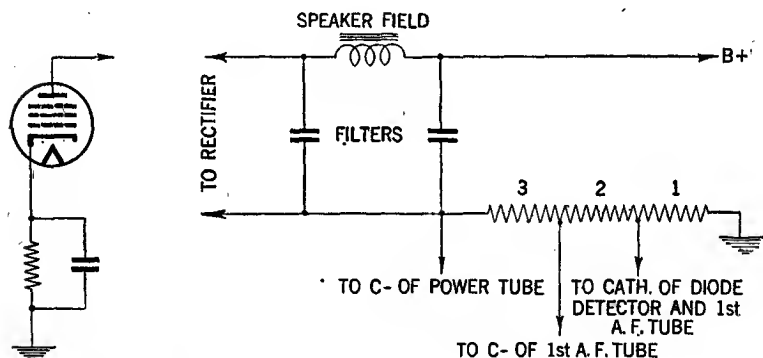 SPEAKER FIELD
B+
TO RECTIFIER
FILTERS
3 2 1
TO C- OF POWER TUBE
TO CATH. OF DIODE
DETECTOR AND 1st
A.F. TUBE
TO C- OF 1st A.F. TUBE